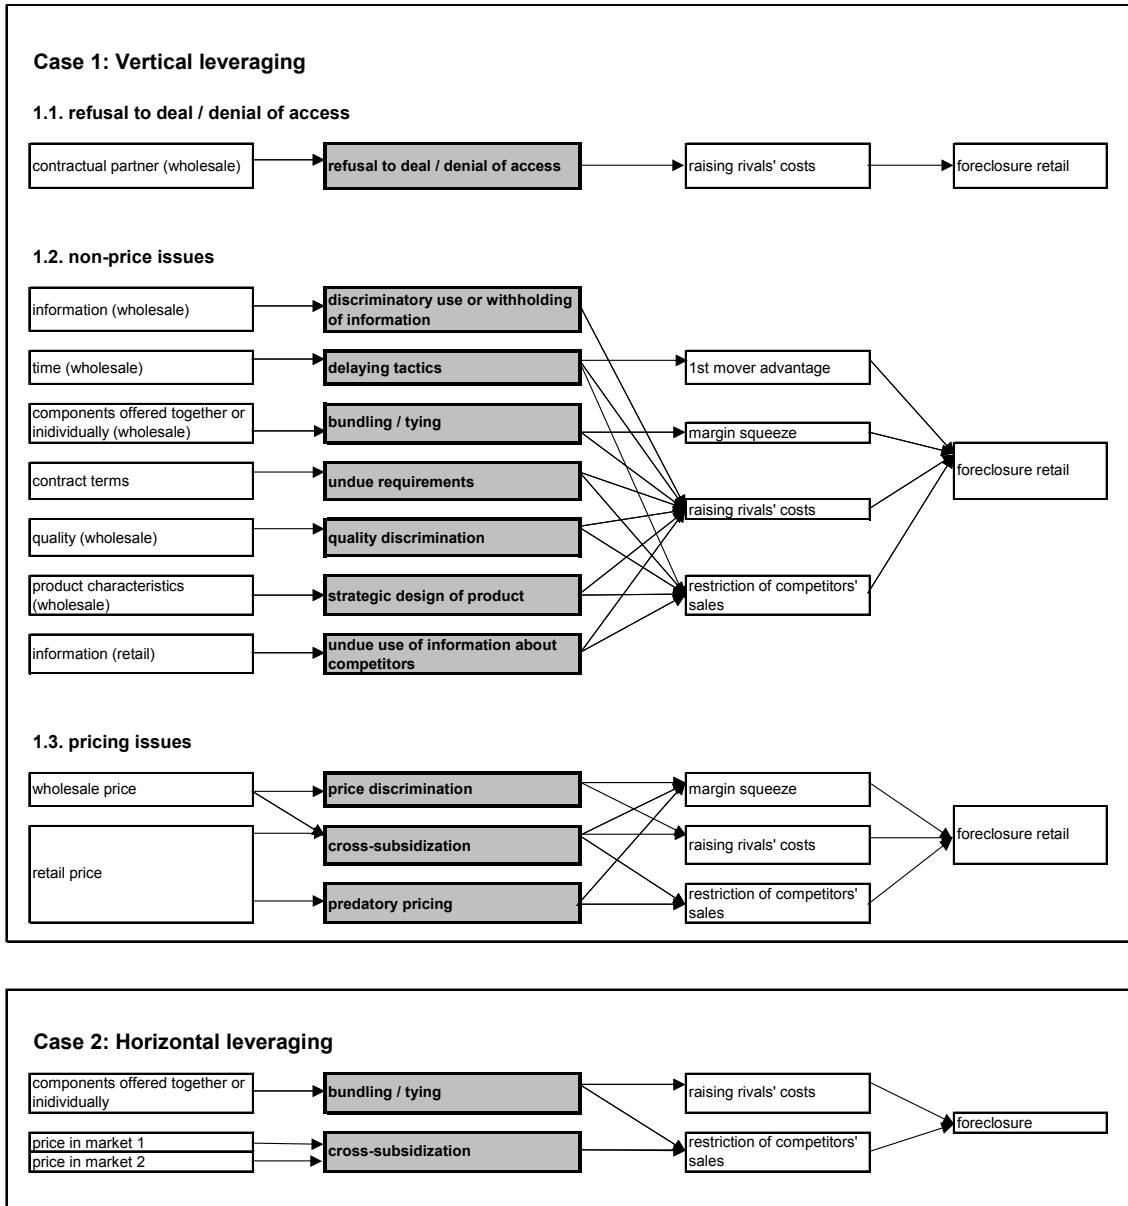 Case 1: Vertical leveraging
1.1. refusal to deal / denial of access
contractual partner (wholesale)
refusal to deal / denial of access
raising rivals' costs
foreclosure retail
1.2. non-price issues
information (wholesale)
discriminatory use or withholding
of information
time (wholesale)
delaying tactics
1st mover advantage
components offered together or
inidividually (wholesale)
bundling / tying
margin squeeze
foreclosure retail
contract terms
undue requirements
raising rivals' costs
quality (wholesale)
quality discrimination
product characteristics
(wholesale)
strategic design of product
restriction of competitors'
sales
information (retail)
undue use of information about
competitors
1.3. pricing issues
wholesale price
price discrimination
margin squeeze
retail price
cross-subsidization
raising rivals' costs
foreclosure retail
predatory pricing
restriction of competitors'
sales
Case 2: Horizontal leveraging
components offered together or
inidividually
bundling / tying
raising rivals' costs
foreclosure
price in market 1
price in market 2
cross-subsidization
restriction of competitors'
sales